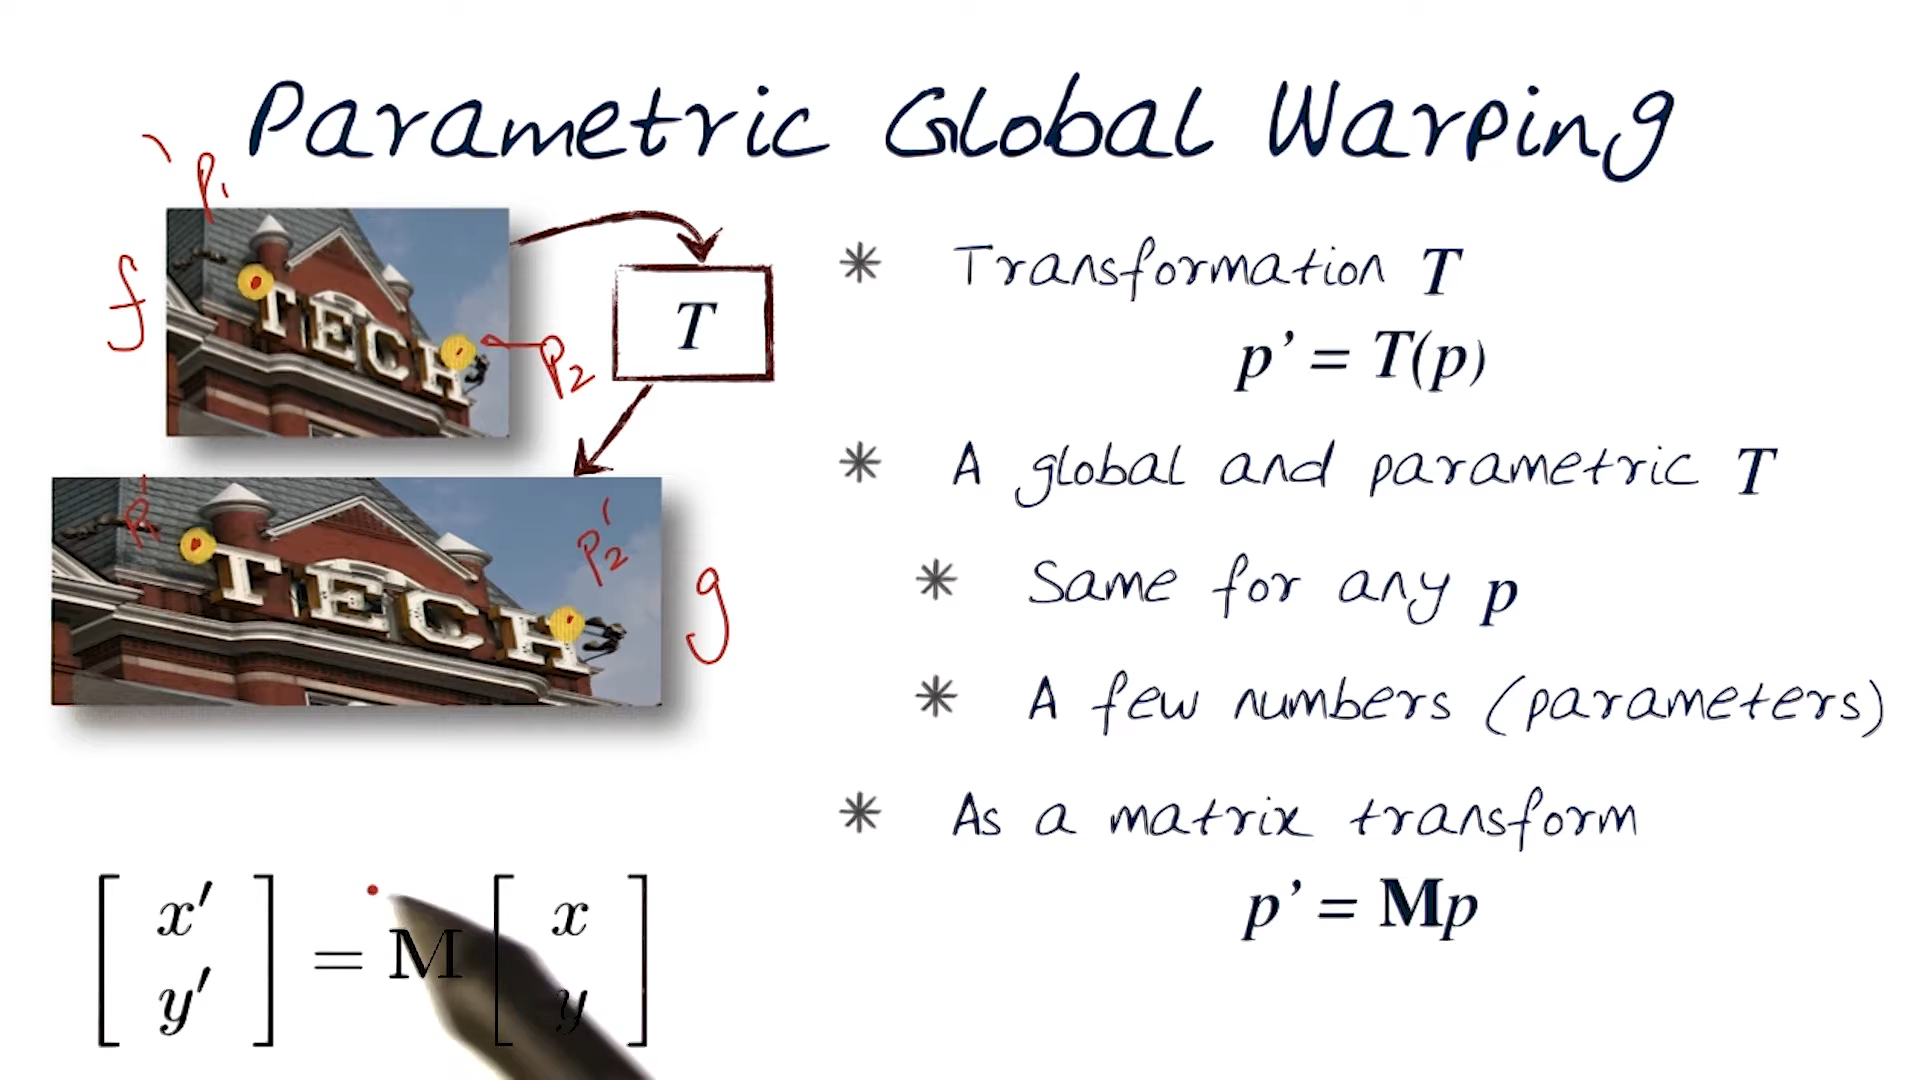 Parametric Global Warping
P1
f
TECH
P2
T
P1'
P2'
TECH
g
* Transformation T
p' = T(p)
* A global and parametric T
* Same for any p
* A few numbers (parameters)
* As a matrix transform
p' = Mp
[ x' ] = M [ x ]
[ y' ] [ y ]